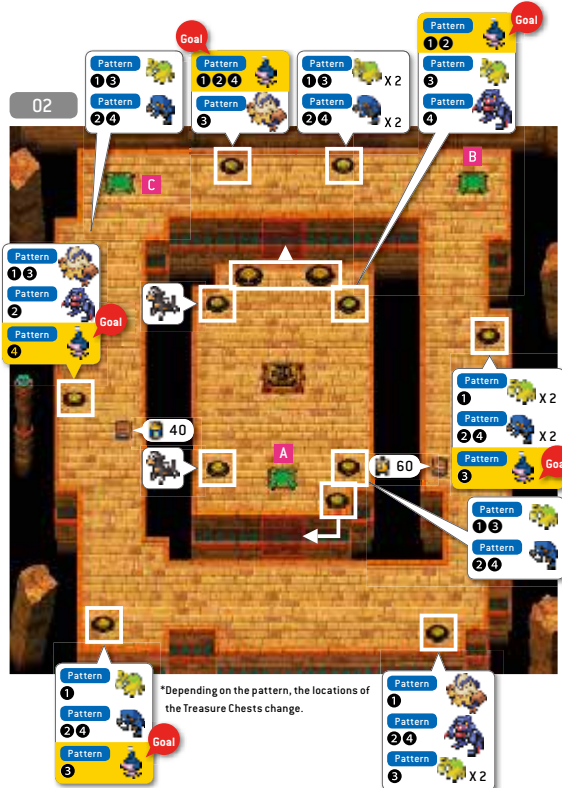 Goal
Pattern
❶❷
Pattern
❸
Pattern
❹
Goal
Pattern
❶❷❹
Pattern
❸
Pattern
❶❸
Pattern
❷❹
Pattern
❶❸
X 2
Pattern
❷❹
X 2
02
C
B
Pattern
❶❸
Pattern
❷
Goal
Pattern
❹
40
A
60
Pattern
❶
X 2
Pattern
❷❹
X 2
Pattern
❸
Goa
Pattern
❶❸
Pattern
❷❹
Pattern
❶
Pattern
❷❹
Goal
Pattern
❸
*Depending on the pattern, the locations of
the Treasure Chests change.
Pattern
❶
Pattern
❷❹
Pattern
❸
X 2